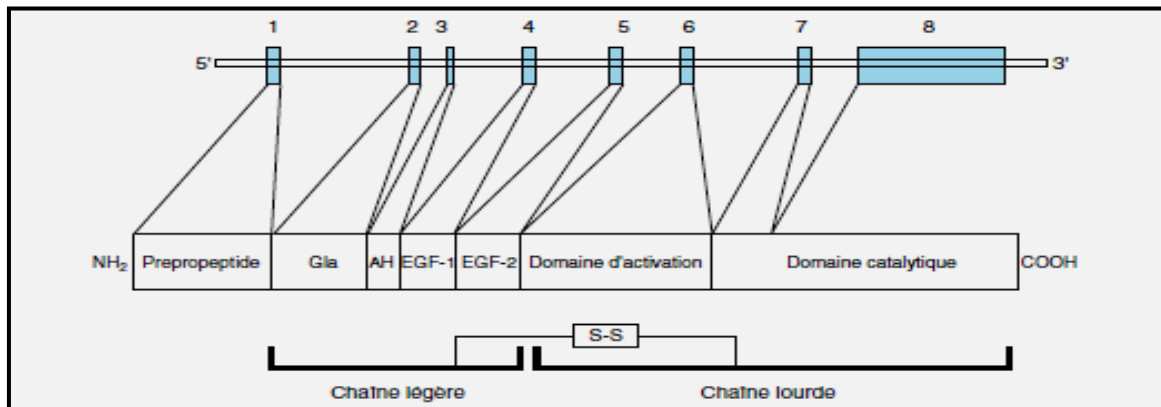 1 2 3 4 5 6 7 8
5' 3'
NH₂ Prepropeptide Gla AH EGF-1 EGF-2 Domaine d'activation Domaine catalytique COOH
S-S
Chaîne légère Chaîne lourde